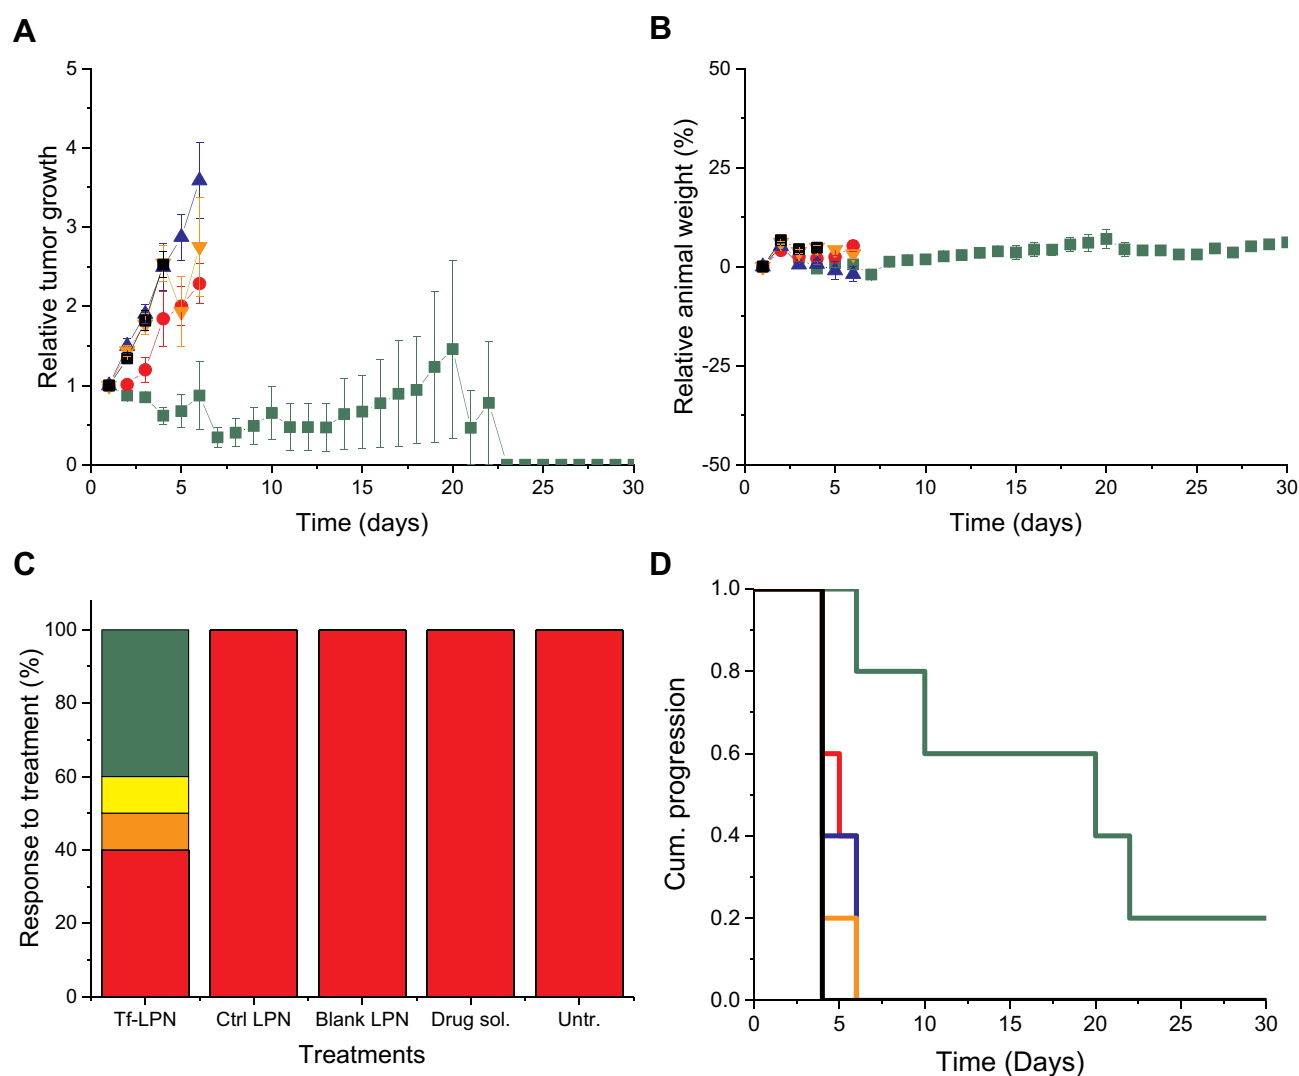 A
5
4
3
2
1
0
Relative tumor growth
0 5 10 15 20 25 30
Time (days)
B
50
25
0
-25
-50
Relative animal weight (%)
0 5 10 15 20 25 30
Time (days)
C
100
80
60
40
20
0
Response to treatment (%)
Tf-LPN Ctrl LPN Blank LPN Drug sol. Untr.
Treatments
D
1.0
0.8
0.6
0.4
0.2
0.0
Cum. progression
0 5 10 15 20 25 30
Time (Days)